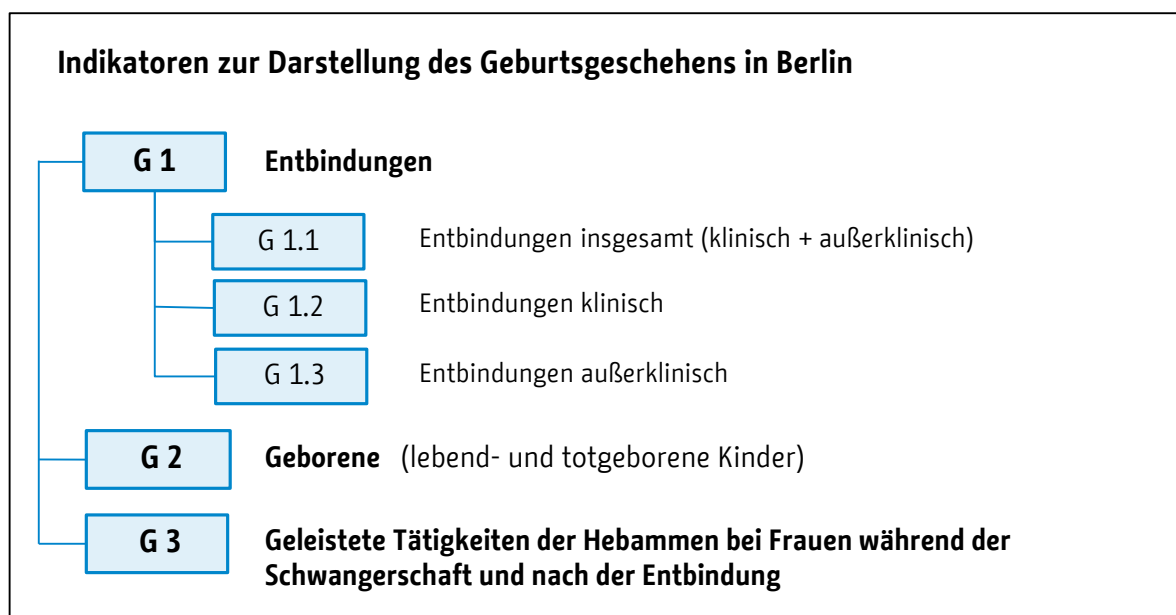 Indikatoren zur Darstellung des Geburtsgeschehens in Berlin
G 1 Entbindungen
G 1.1 Entbindungen insgesamt (klinisch + außerklinisch)
G 1.2 Entbindungen klinisch
G 1.3 Entbindungen außerklinisch
G 2 Geborene (lebend- und totgeborene Kinder)
G 3 Geleistete Tätigkeiten der Hebammen bei Frauen während der
Schwangerschaft und nach der Entbindung